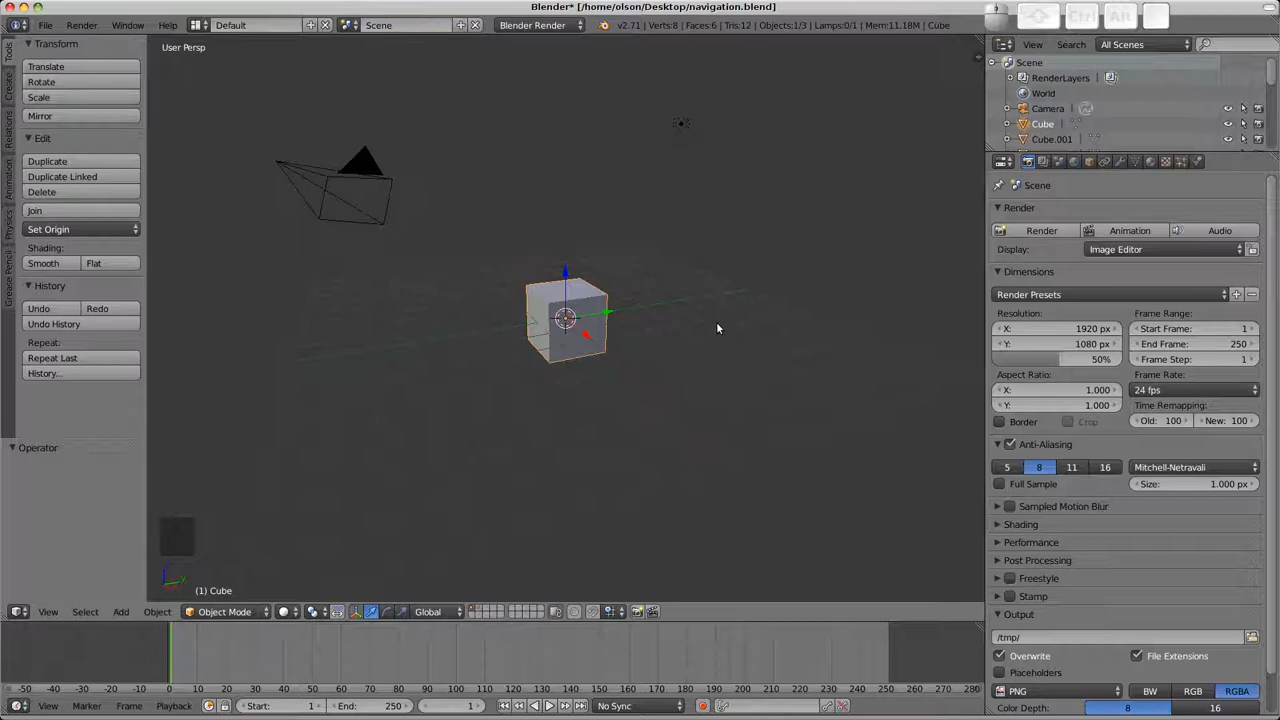 Blender* [/home/olson/Desktop/navigation.blend]
File Render Window Help Default Scene Blender Render v2.71 | Verts:8 | Faces:6 | Tris:12 | Objects:1/3 | Lamps:0/1 | Mem:11.18M | Cube
Ctrl Alt
View Search All Scenes
Scene
RenderLayers
World
Camera
Cube
Cube.001
Tools
Create
Relations
Animation
Physics
Grease Pencil
Transform
Translate
Rotate
Scale
Mirror
Edit
Duplicate
Duplicate Linked
Delete
Join
Set Origin
Shading:
Smooth Flat
History
Undo Redo
Undo History
Repeat:
Repeat Last
History...
Operator
User Persp
z
y
(1) Cube
View Select Add Object Object Mode Global
Scene
Render
Render Animation Audio
Display: Image Editor
Dimensions
Render Presets
Resolution: Frame Range:
X: 1920 px Start Frame: 1
Y: 1080 px End Frame: 250
50% Frame Step: 1
Aspect Ratio: Frame Rate:
X: 1.000 24 fps
Y: 1.000 Time Remapping:
Border Crop Old: 100 New: 100
Anti-Aliasing
5 8 11 16 Mitchell-Netravali
Full Sample Size: 1.000 px
Sampled Motion Blur
Shading
Performance
Post Processing
Freestyle
Stamp
Output
/tmp/
Overwrite File Extensions
Placeholders
PNG BW RGB RGBA
Color Depth: 8 16
-50 -40 -30 -20 -10 0 10 20 30 40 50 60 70 80 90 100 110 120 130 140 150 160 170 180 190 200 210 220 230 240 250 260 270 280
View Marker Frame Playback Start: 1 End: 250 1 No Sync